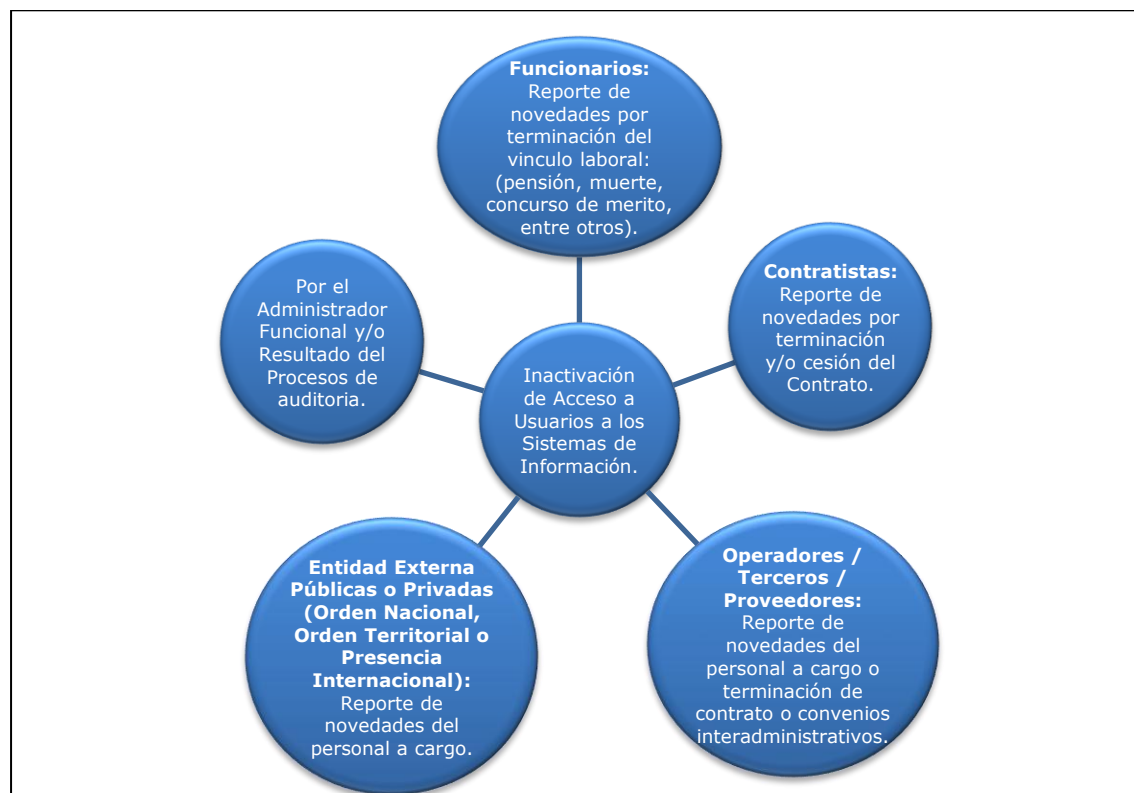 Funcionarios:
Reporte de
novedades por
terminación del
vinculo laboral:
(pensión, muerte,
concurso de merito,
entre otros).
Contratistas:
Reporte de
novedades por
terminación
y/o cesión del
Contrato.
Por el
Administrador
Funcional y/o
Resultado del
Procesos de
auditoria.
Inactivación
de Acceso a
Usuarios a los
Sistemas de
Información.
Entidad Externa
Públicas o Privadas
(Orden Nacional,
Orden Territorial o
Presencia
Internacional):
Reporte de
novedades del
personal a cargo.
Operadores /
Terceros /
Proveedores:
Reporte de
novedades del
personal a cargo o
terminación de
contrato o convenios
interadministrativos.